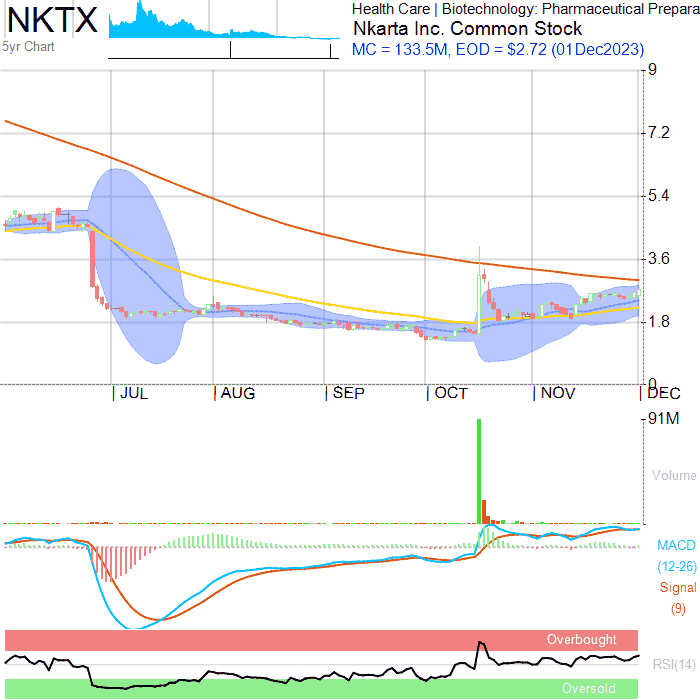 NKTX
5yr Chart
Health Care | Biotechnology: Pharmaceutical Prepara
Nkarta Inc. Common Stock
MC = 133.5M, EOD = $2.72 (01Dec2023)
9
7.2
5.4
3.6
1.8
0
JUL AUG SEP OCT NOV DEC
91M
Volume
MACD
(12-26)
Signal
(9)
Overbought
RSI(14)
Oversold